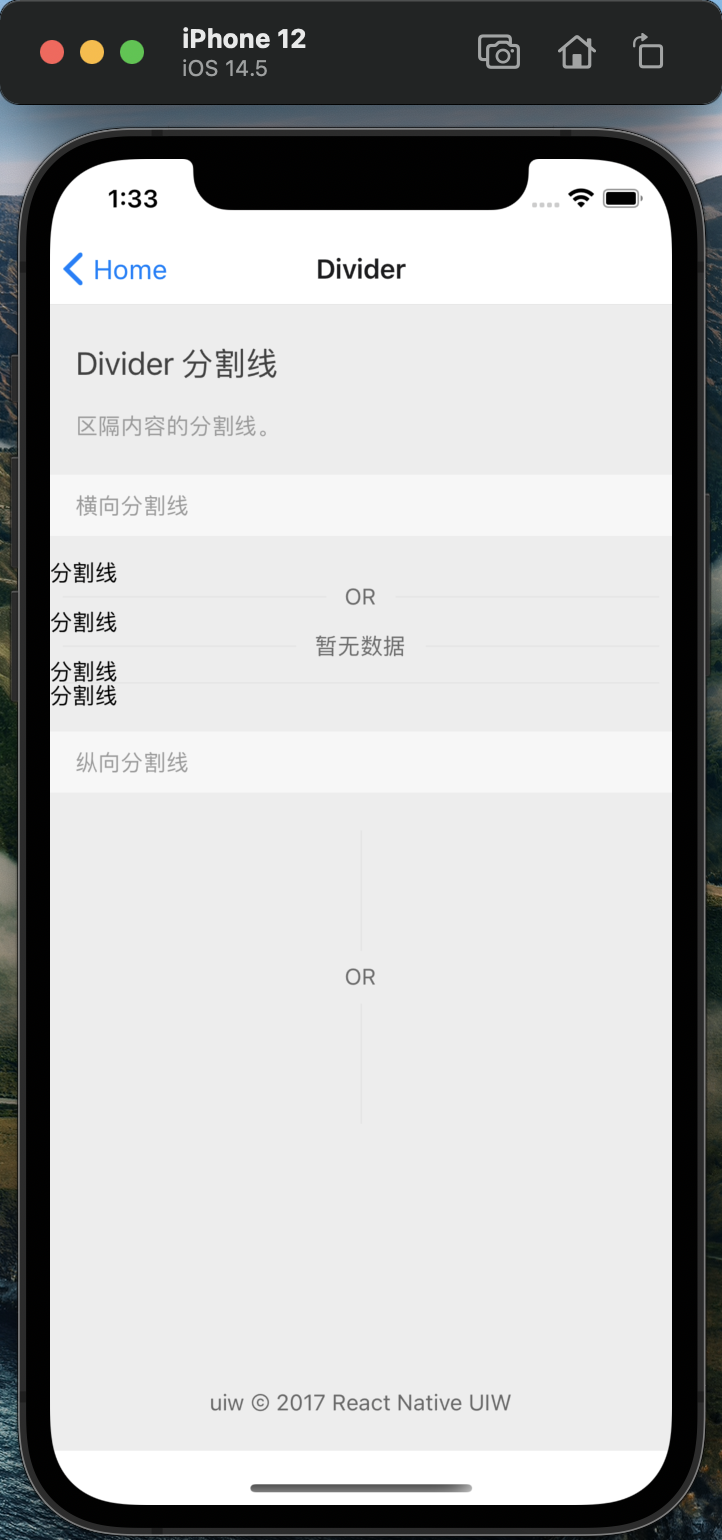 iPhone 12
iOS 14.5
1:33
Home
Divider
Divider 分割线
区隔内容的分割线。
横向分割线
分割线
OR
分割线
暂无数据
分割线
分割线
纵向分割线
OR
uiw © 2017 React Native UIW